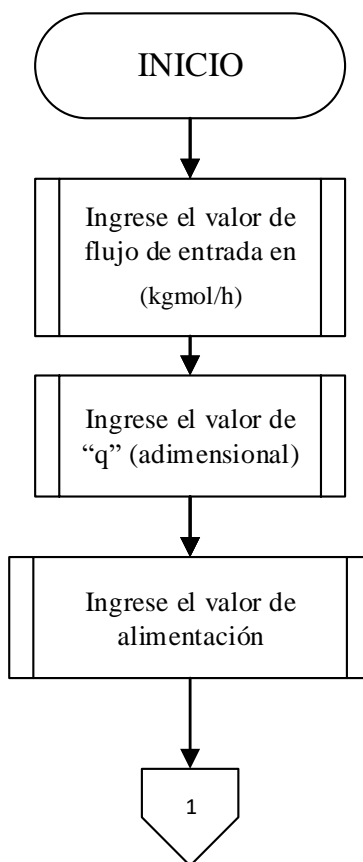 INICIO
Ingrese el valor de
flujo de entrada en
(kgmol/h)
Ingrese el valor de
“q” (adimensional)
Ingrese el valor de
alimentación
1